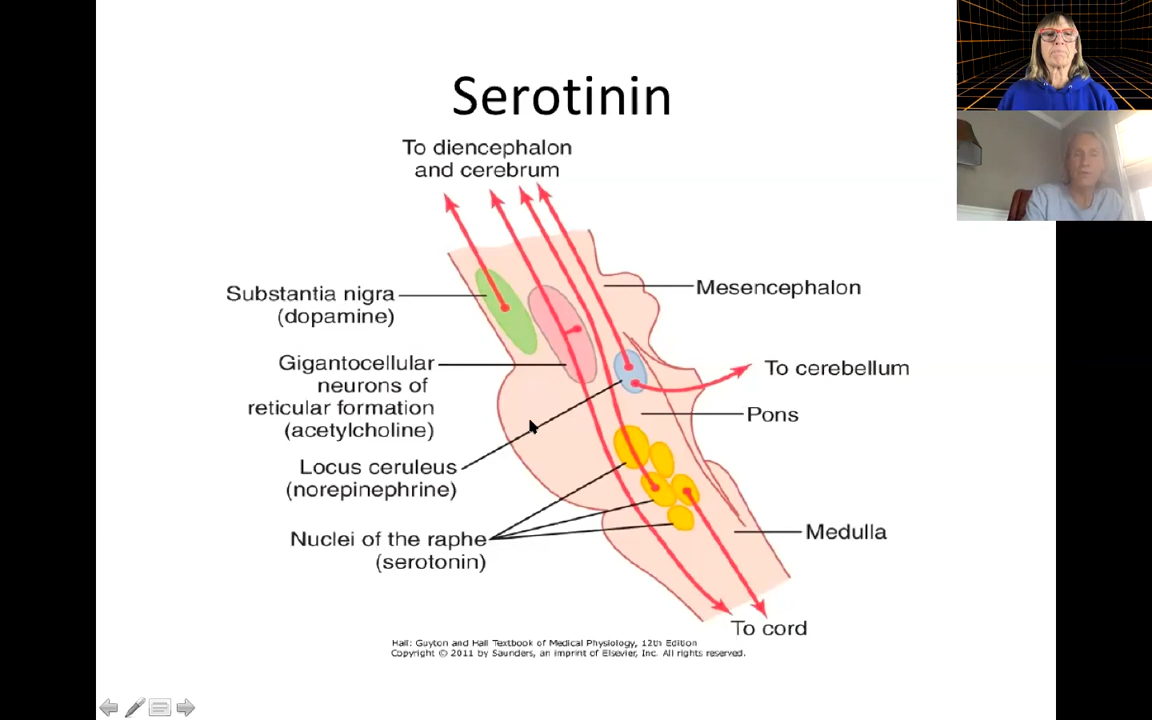 Serotinin
To diencephalon
and cerebrum
Substantia nigra
(dopamine)
Mesencephalon
Gigantocellular
neurons of
reticular formation
(acetylcholine)
To cerebellum
Pons
Locus ceruleus
(norepinephrine)
Nuclei of the raphe
(serotonin)
Medulla
To cord
Hall: Guyton and Hall Textbook of Medical Physiology, 12th Edition
Copyright © 2011 by Saunders, an imprint of Elsevier, Inc. All rights reserved.